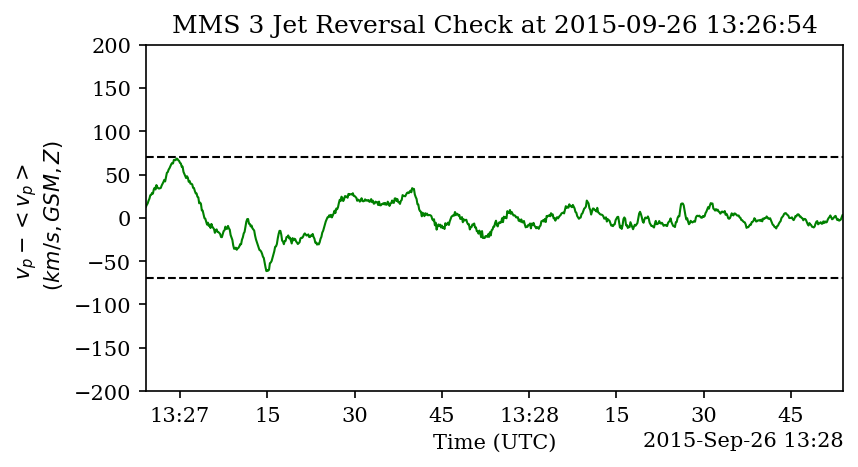 MMS 3 Jet Reversal Check at 2015-09-26 13:26:54
200
150
100
50
0
−50
−100
−150
−200
v_p − < v_p >
(km/s, GSM, Z)
13:27 15 30 45 13:28 15 30 45
Time (UTC)
2015-Sep-26 13:28